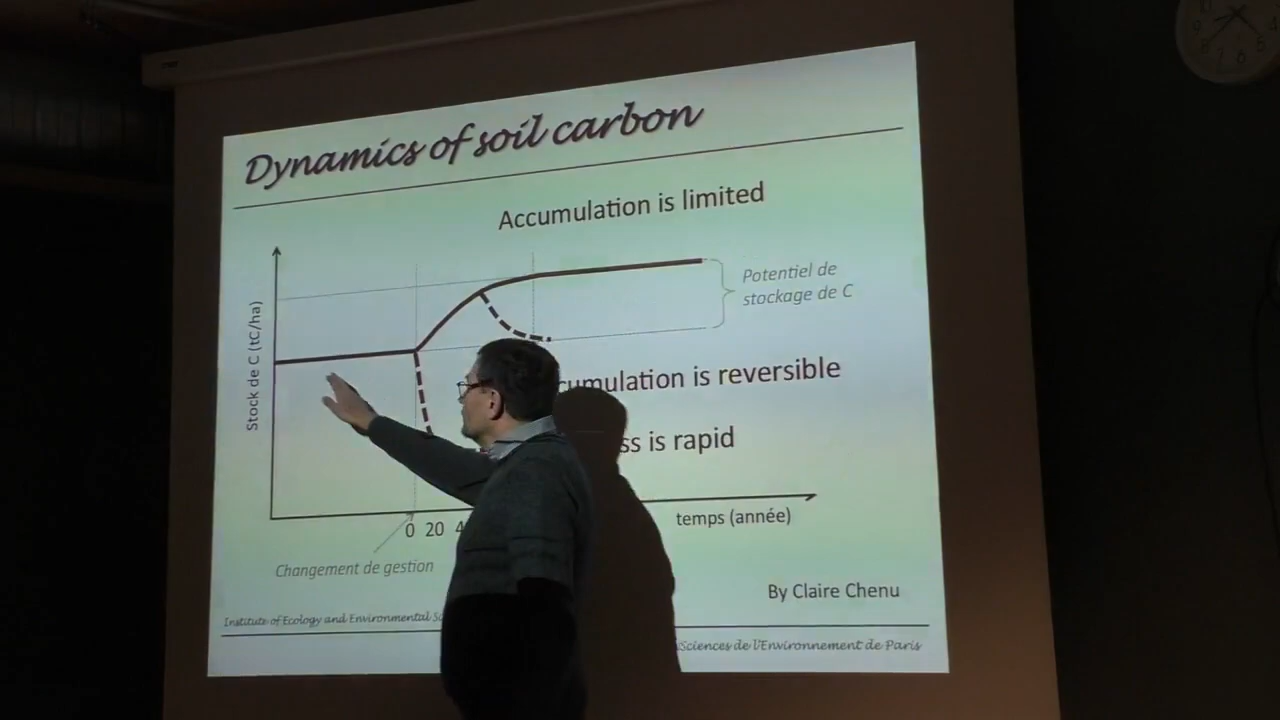 Dynamics of soil carbon
Accumulation is limited
Potentiel de
stockage de C
Stock de C (tC/ha)
cumulation is reversible
ss is rapid
temps (année)
0 20 4
Changement de gestion
By Claire Chenu
Institute of Ecology and Environmental
Sciences de l'Environnement de Paris